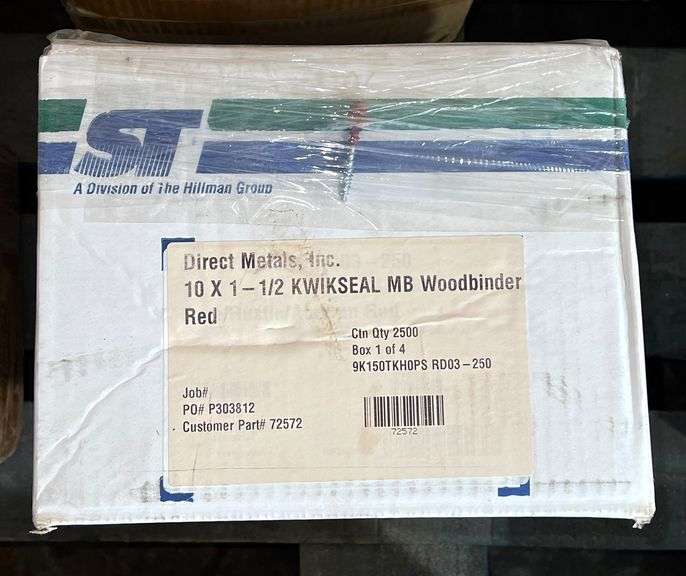 ST
A Division of The Hillman Group
Direct Metals, Inc.
10 X 1-1/2 KWIKSEAL MB Woodbinder
Red
Ctn Qty 2500
Box 1 of 4
9K150TKH0PS RD03-250
Job#
PO# P303812
Customer Part# 72572
72572